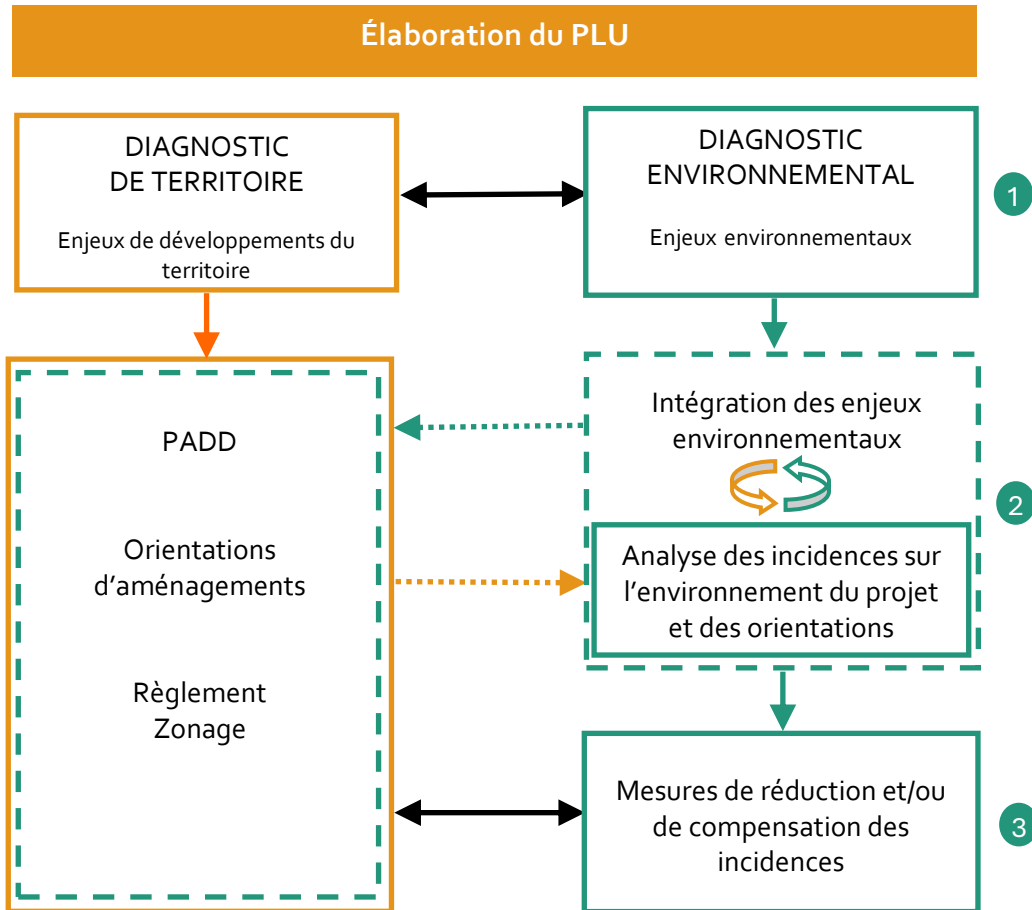 Élaboration du PLU
DIAGNOSTIC
DE TERRITOIRE
Enjeux de développements du
territoire
DIAGNOSTIC
ENVIRONNEMENTAL
Enjeux environnementaux
1
PADD
Orientations
d'aménagements
Règlement
Zonage
Intégration des enjeux
environnementaux
Analyse des incidences sur
l'environnement du projet
et des orientations
2
Mesures de réduction et/ou
de compensation des
incidences
3